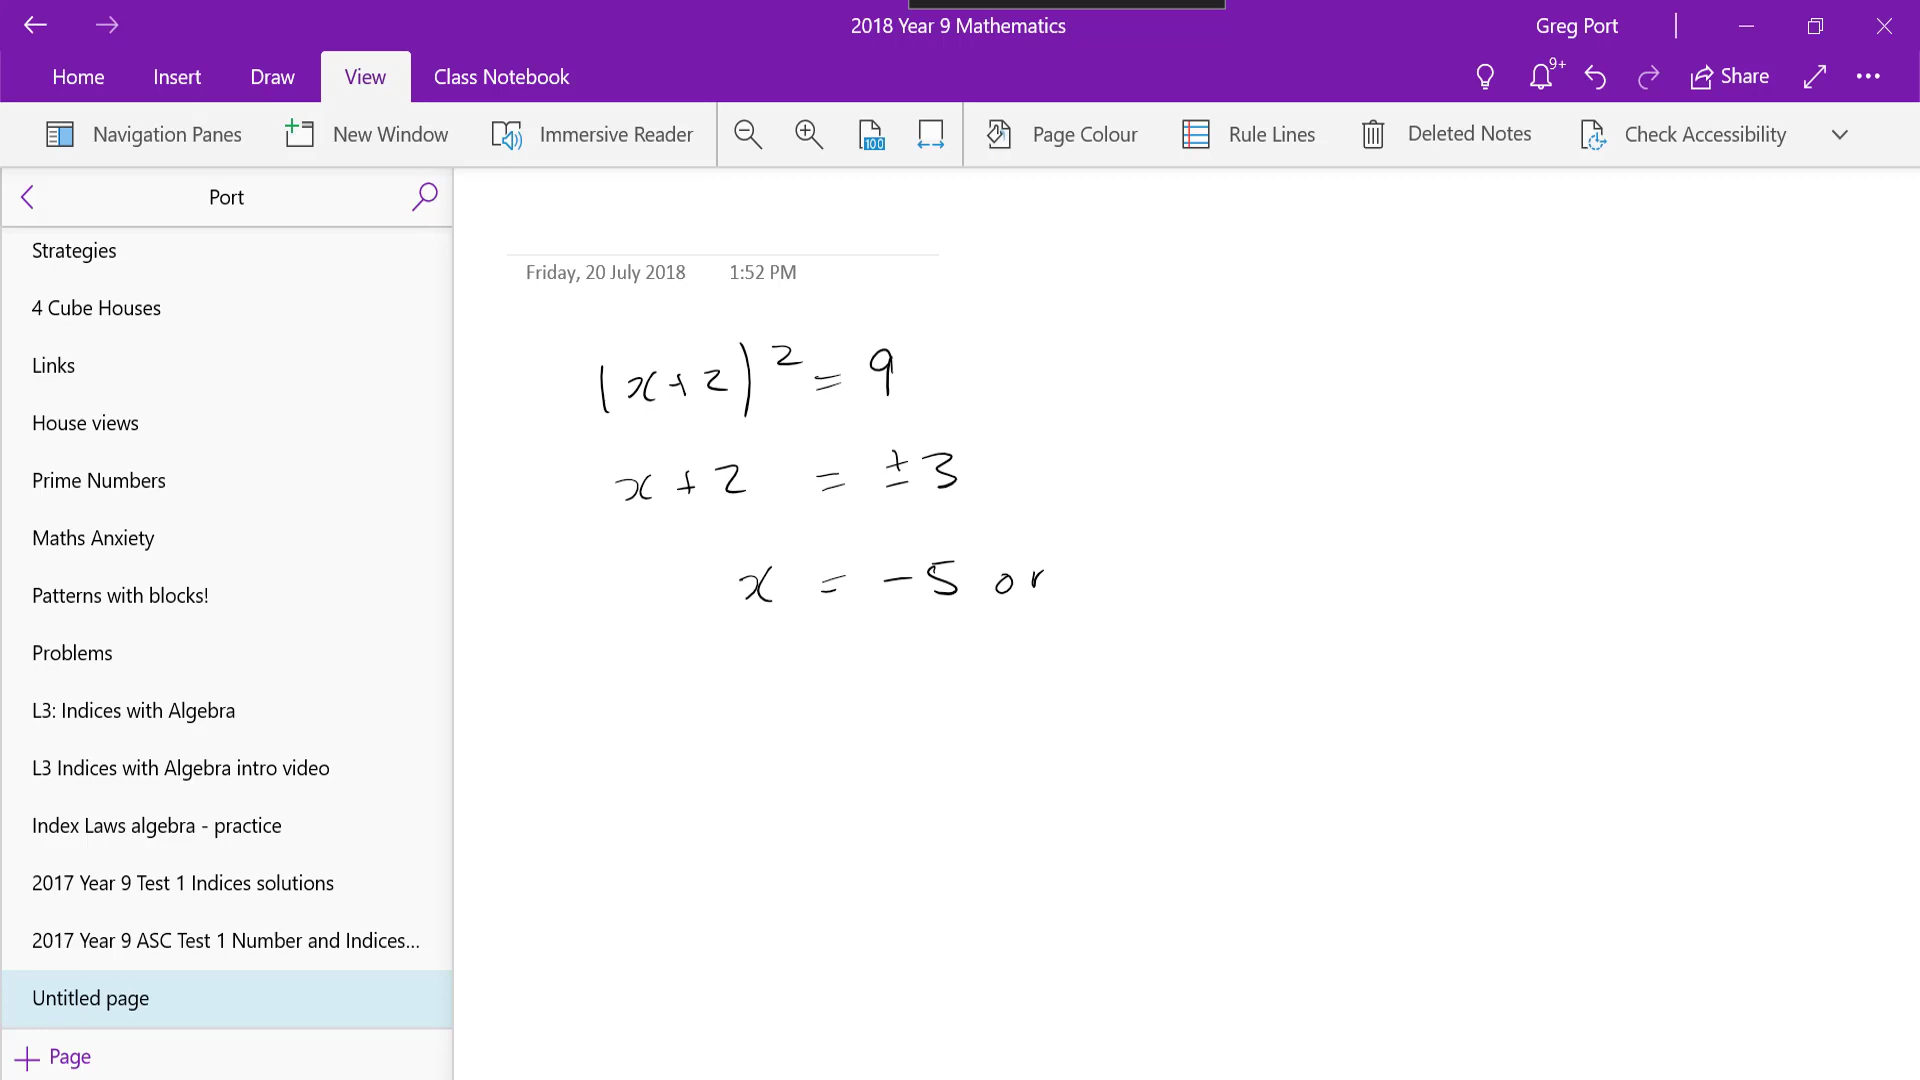 2018 Year 9 Mathematics
Greg Port
Home Insert Draw View Class Notebook
9+
Share
Navigation Panes New Window Immersive Reader 100 Page Colour Rule Lines Deleted Notes Check Accessibility
Port
Strategies
4 Cube Houses
Links
House views
Prime Numbers
Maths Anxiety
Patterns with blocks!
Problems
L3: Indices with Algebra
L3 Indices with Algebra intro video
Index Laws algebra - practice
2017 Year 9 Test 1 Indices solutions
2017 Year 9 ASC Test 1 Number and Indices...
Untitled page
Page
Friday, 20 July 2018 1:52 PM
(x+2)² = 9
x + 2 = ±3
x = -5 or